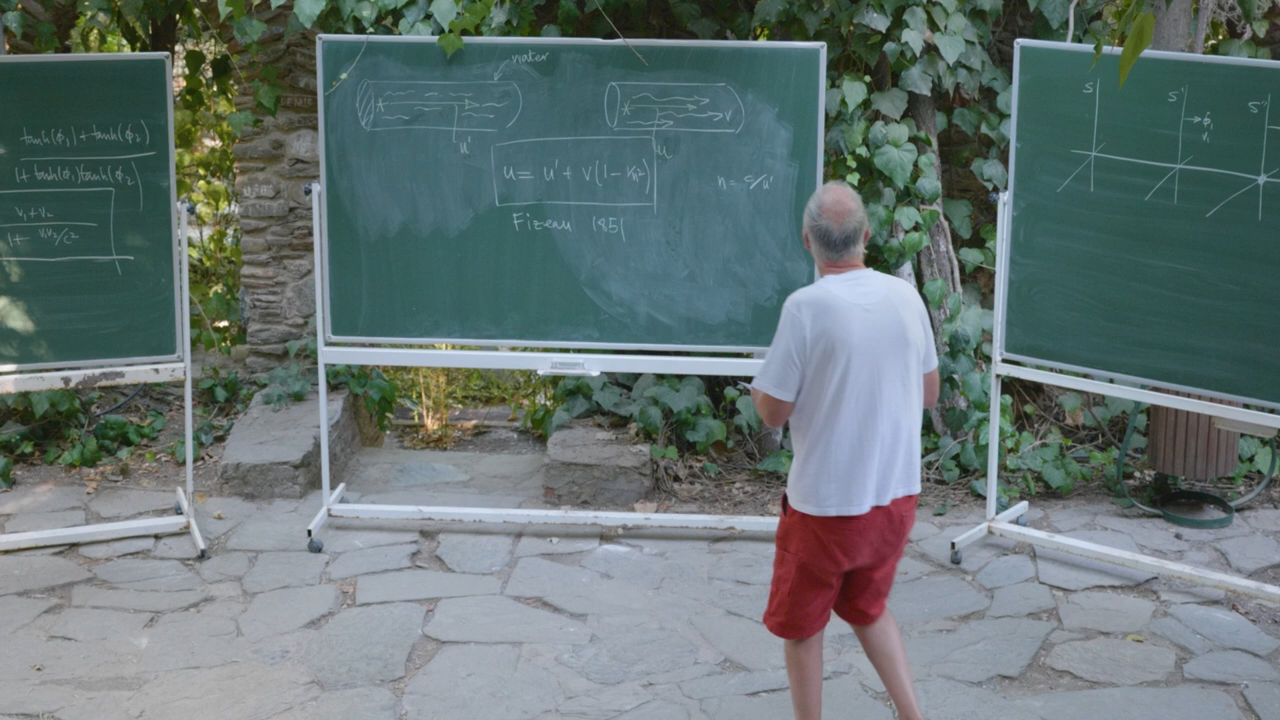 tanh(ϕ₁) + tanh(ϕ₂)
1 + tanh(ϕ₁)tanh(ϕ₂)
v₁ + v₂
1 + v₁v₂/c²
water
u'
v
u
u = u' + v(1 - 1/n²)
n = c/u'
Fizeau 1851
S
S'
S''